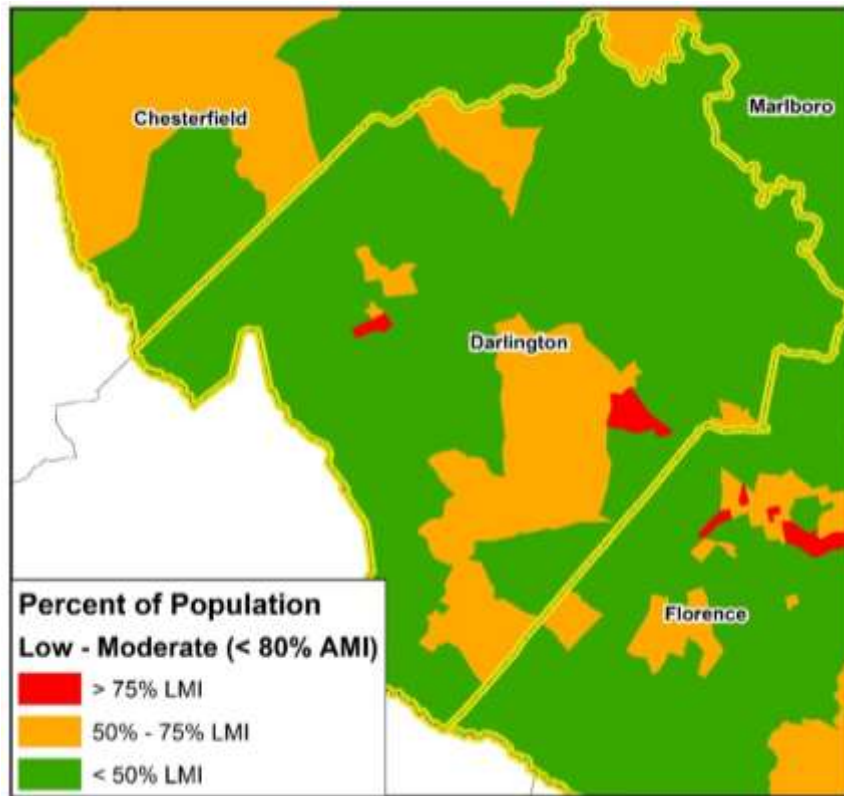 Chesterfield
Marlboro
Darlington
Florence
Percent of Population
Low - Moderate (< 80% AMI)
> 75% LMI
50% - 75% LMI
< 50% LMI